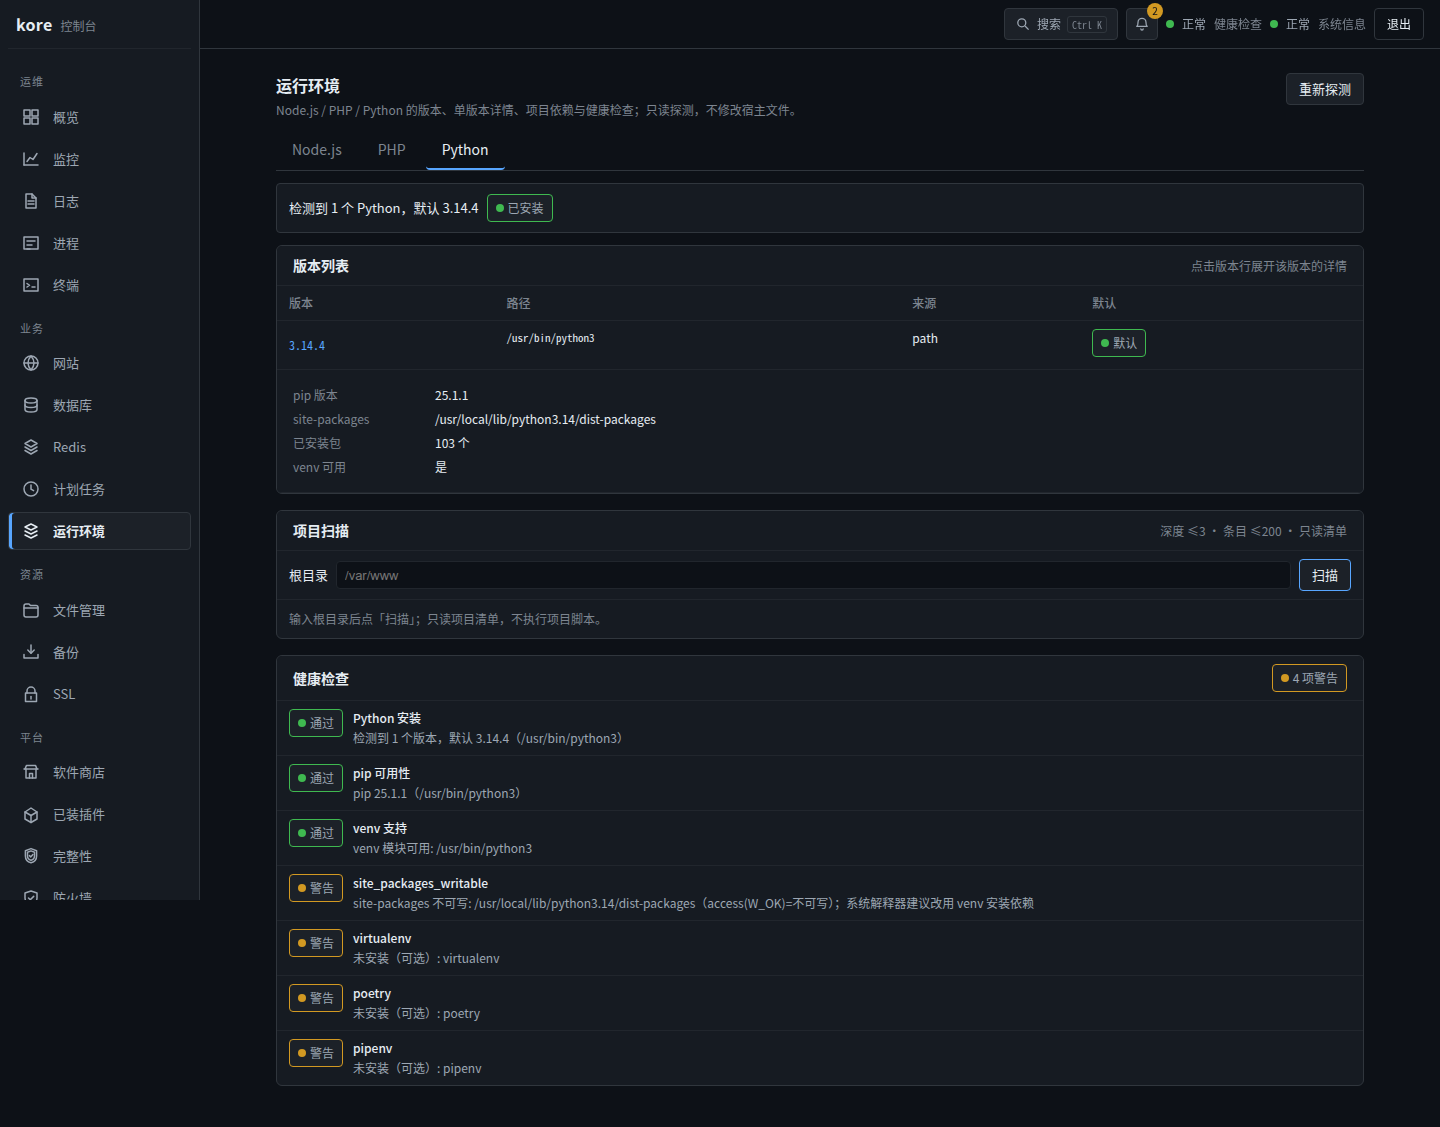 kore 控制台
搜索 Ctrl K
2
正常 健康检查
正常 系统信息
退出
运维
概览
监控
日志
进程
终端
业务
网站
数据库
Redis
计划任务
运行环境
资源
文件管理
备份
SSL
平台
软件商店
已装插件
完整性
防火墙
运行环境
Node.js / PHP / Python 的版本、单版本详情、项目依赖与健康检查；只读探测，不修改宿主文件。
重新探测
Node.js PHP Python
检测到 1 个 Python，默认 3.14.4 已安装
版本列表
点击版本行展开该版本的详情
版本 路径 来源 默认
3.14.4 /usr/bin/python3 path 默认
pip 版本 25.1.1
site-packages /usr/local/lib/python3.14/dist-packages
已安装包 103 个
venv 可用 是
项目扫描
深度 ≤3 · 条目 ≤200 · 只读清单
根目录 /var/www 扫描
输入根目录后点「扫描」；只读项目清单，不执行项目脚本。
健康检查
4 项警告
通过 Python 安装
检测到 1 个版本，默认 3.14.4（/usr/bin/python3）
通过 pip 可用性
pip 25.1.1（/usr/bin/python3）
通过 venv 支持
venv 模块可用: /usr/bin/python3
警告 site_packages_writable
site-packages 不可写: /usr/local/lib/python3.14/dist-packages（access(W_OK)=不可写）；系统解释器建议改用 venv 安装依赖
警告 virtualenv
未安装（可选）: virtualenv
警告 poetry
未安装（可选）: poetry
警告 pipenv
未安装（可选）: pipenv